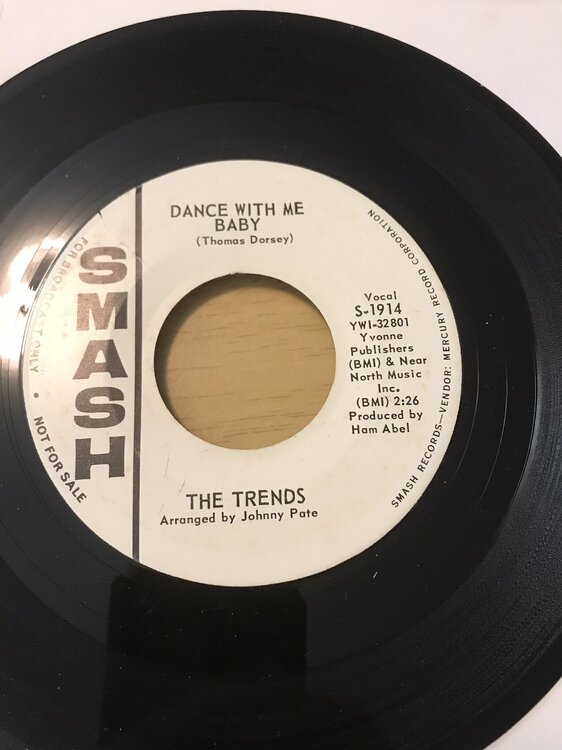 DANCE WITH ME
BABY
(Thomas Dorsey)
SMASH
FOR BROADCAST ONLY • NOT FOR SALE
Vocal
S-1914
YW1-32801
Yvonne
Publishers
(BMI) & Near
North Music
Inc.
(BMI) 2:26
Produced by
Ham Abel
SMASH RECORDS—VENDOR: MERCURY RECORD CORPORATION
THE TRENDS
Arranged by Johnny Pate